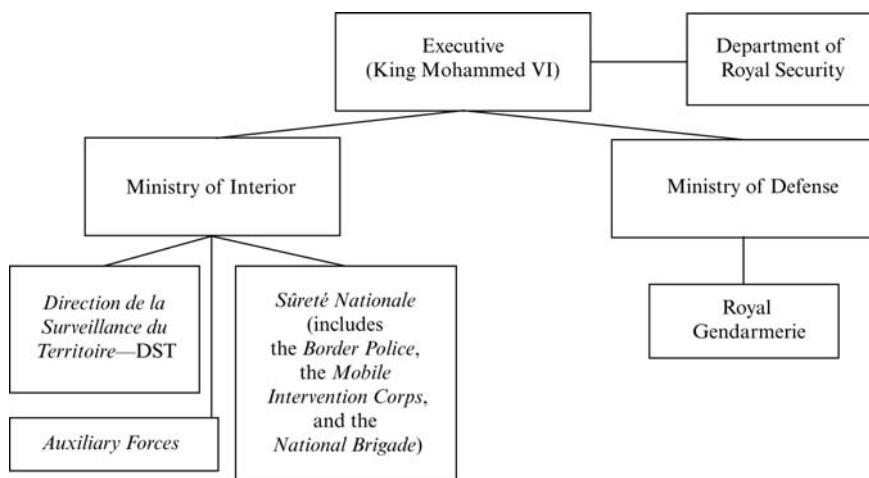 Executive
(King Mohammed VI)
Department of
Royal Security
Ministry of Interior
Ministry of Defense
Direction de la
Surveillance du
Territoire—DST
Sûreté Nationale
(includes
the Border Police,
the Mobile
Intervention Corps,
and the
National Brigade)
Royal
Gendarmerie
Auxiliary Forces